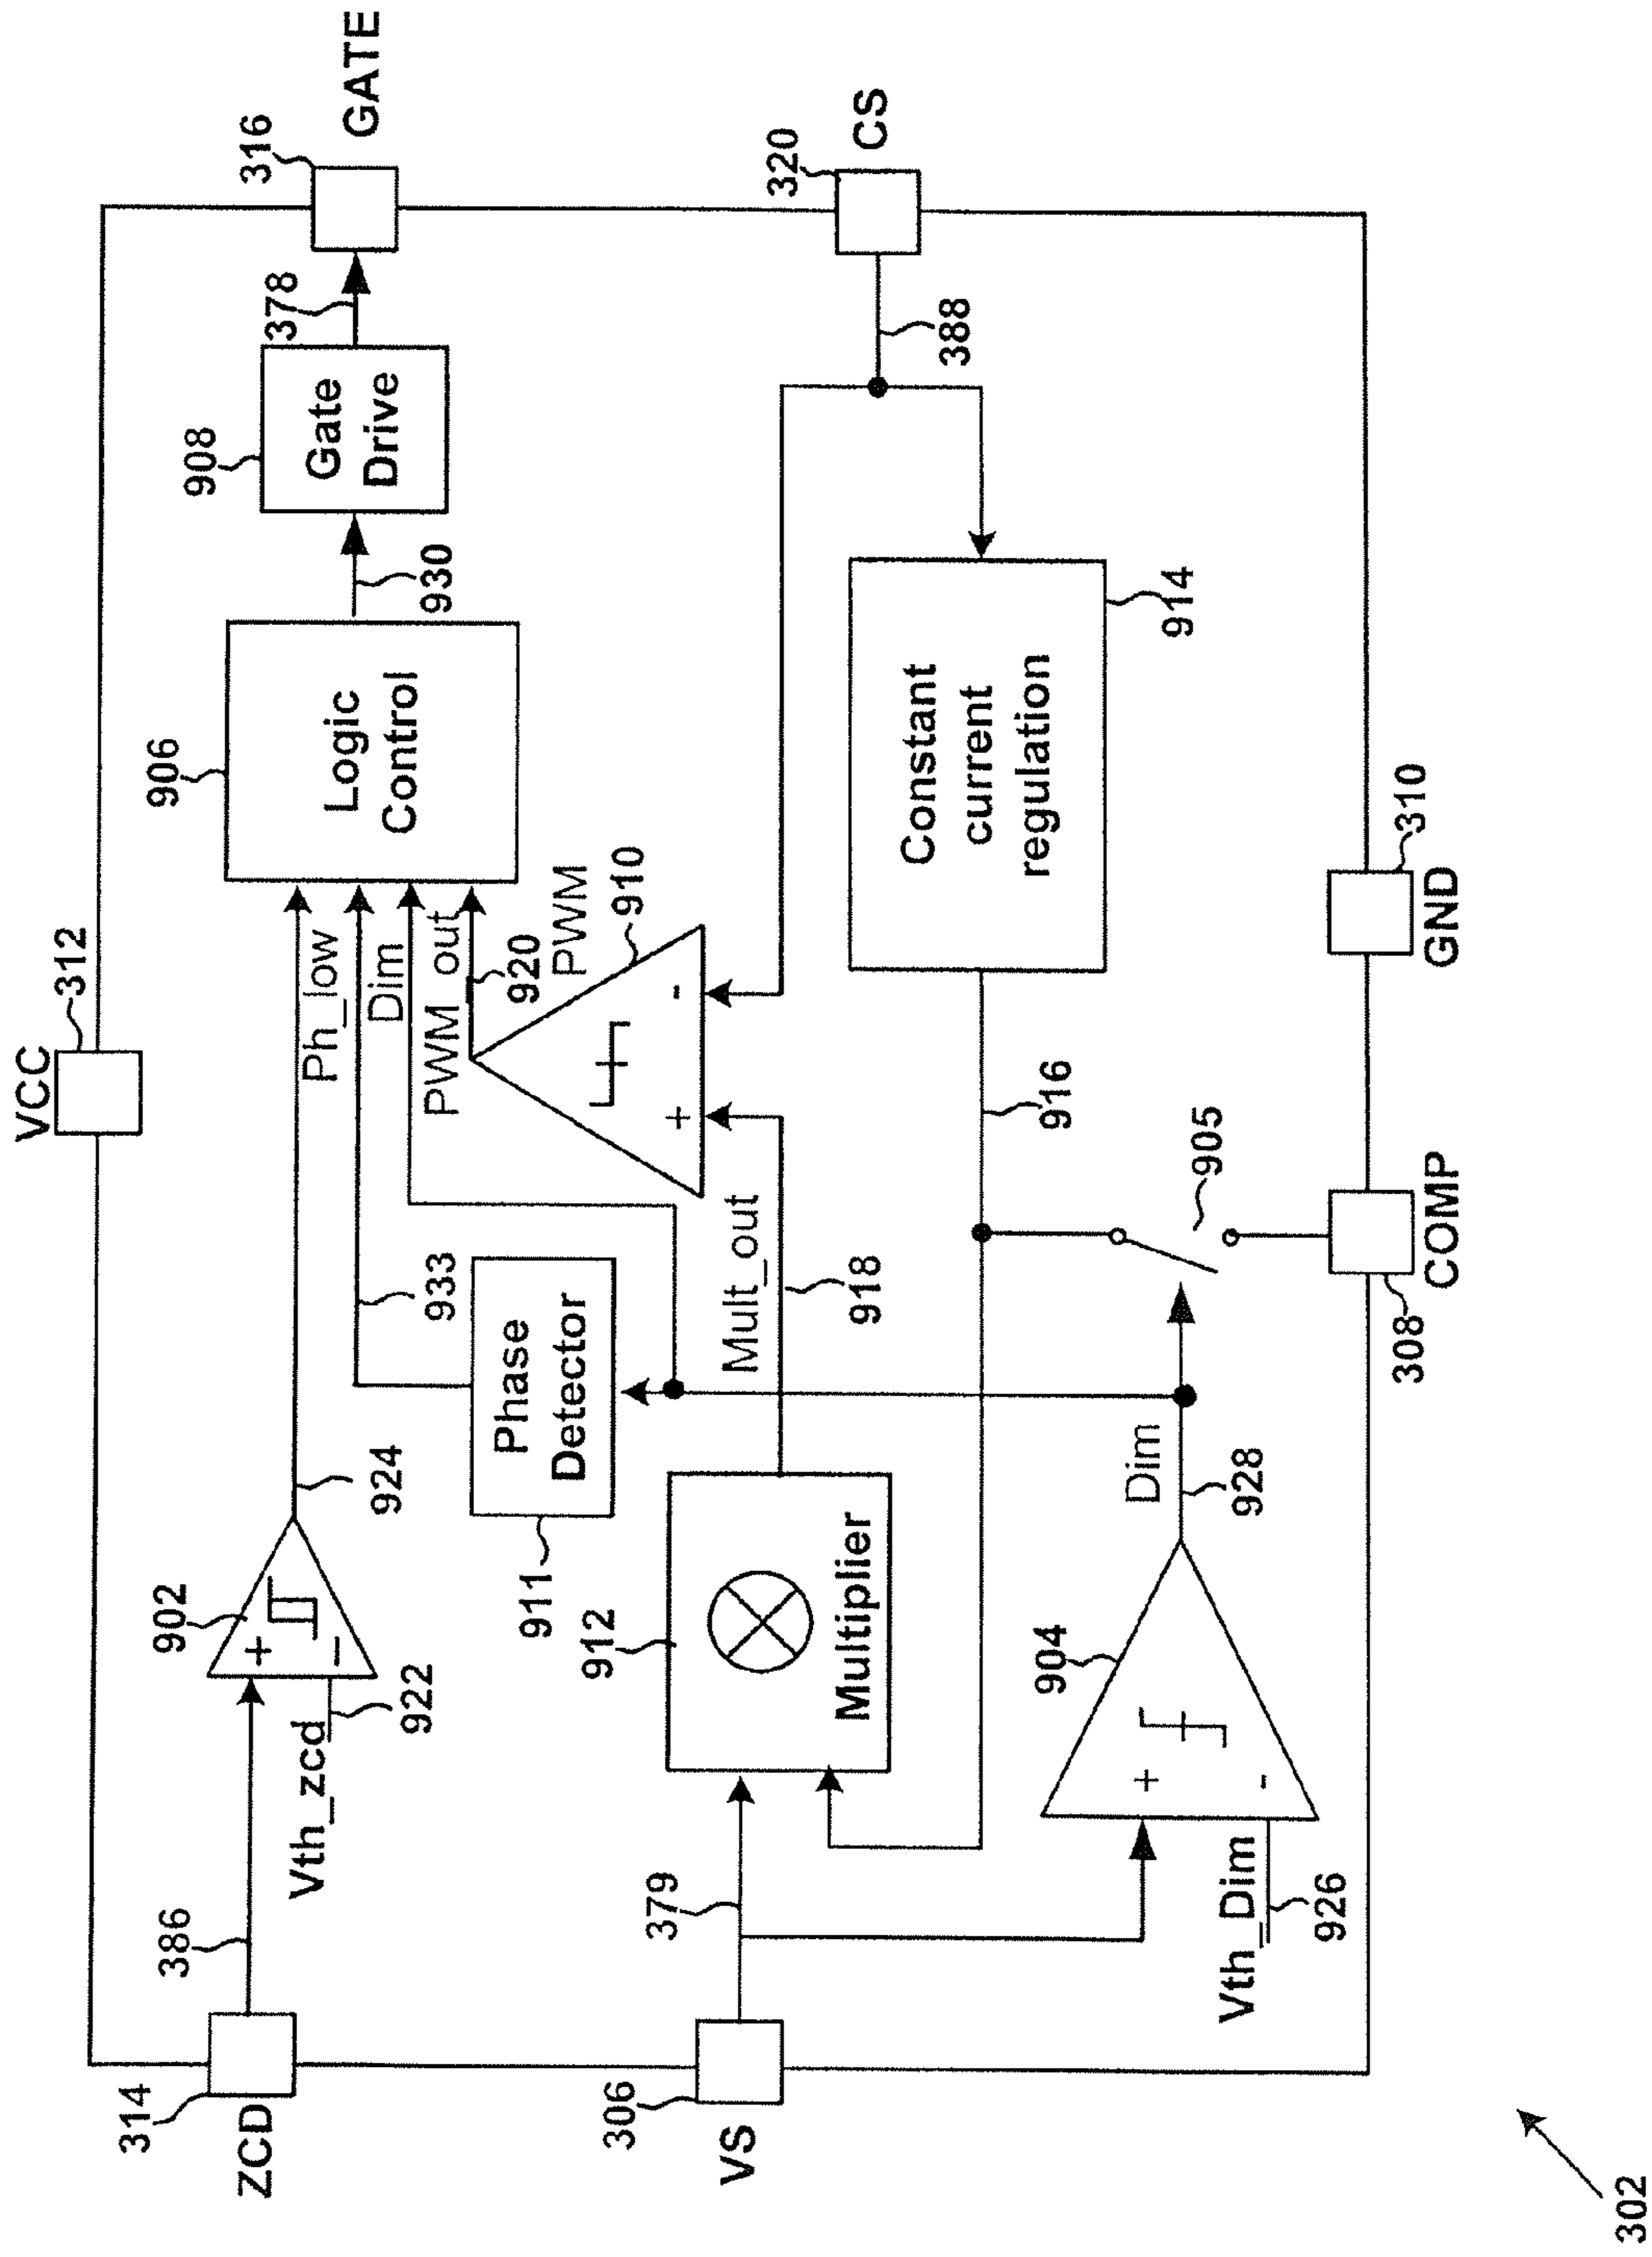 VCC
312
314
ZCD
386
Vth_zcd
922
902
924
Ph_low
933
Dim
PWM_out
920
PWM
910
906
Logic
Control
930
908
Gate
Drive
378
316
GATE
306
VS
379
912
Multiplier
911
Phase
Detector
Mult_out
918
388
320
CS
Constant
current
regulation
914
916
Vth_Dim
926
904
Dim
928
905
308
COMP
310
GND
302
+
−
+
-
+
-